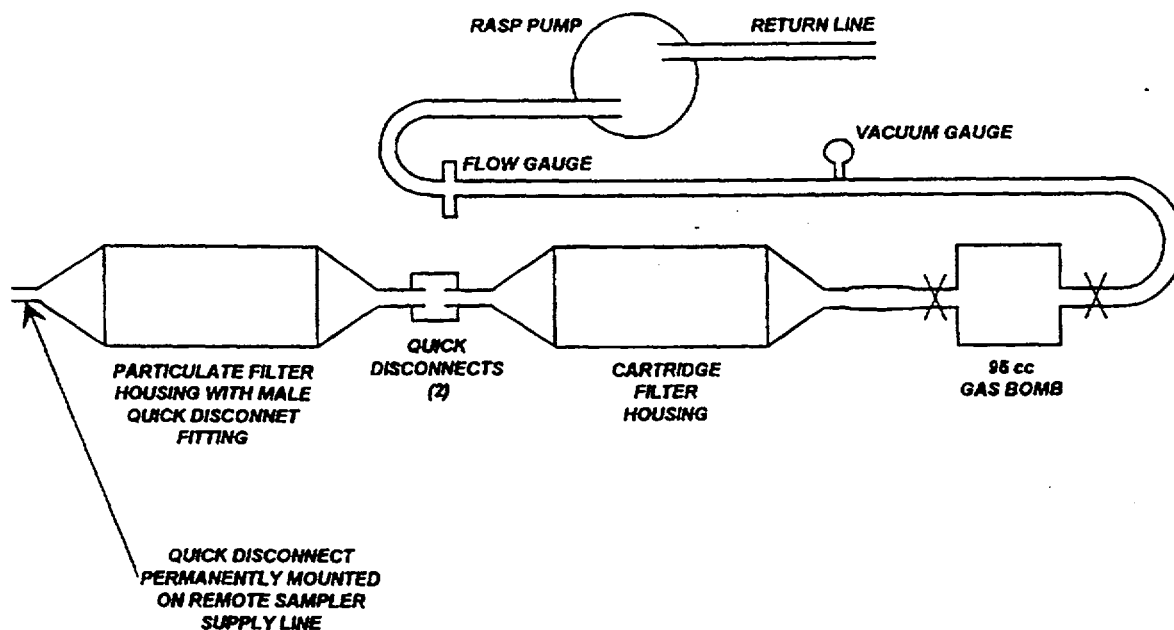 RASP PUMP
RETURN LINE
VACUUM GAUGE
FLOW GAUGE
PARTICULATE FILTER
HOUSING WITH MALE
QUICK DISCONNET
FITTING
QUICK
DISCONNECTS
(2)
CARTRIDGE
FILTER
HOUSING
95 cc
GAS BOMB
QUICK DISCONNECT
PERMANENTLY MOUNTED
ON REMOTE SAMPLER
SUPPLY LINE